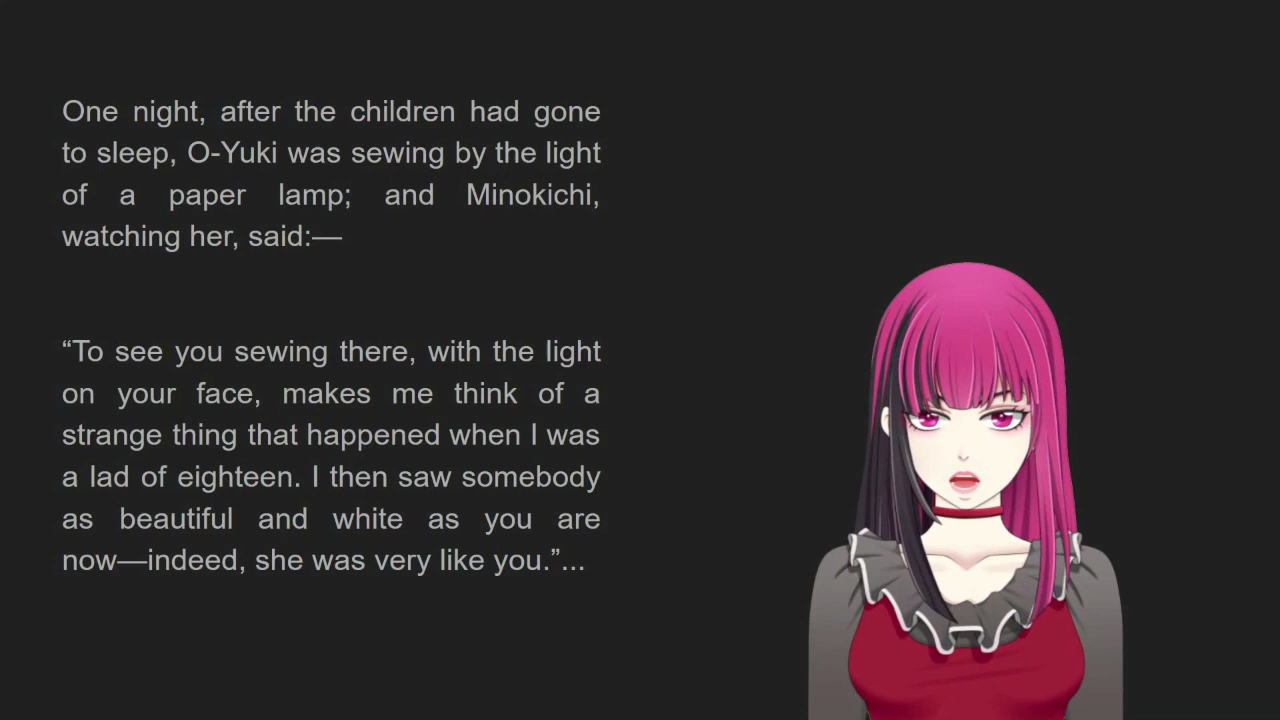 One night, after the children had gone
to sleep, O-Yuki was sewing by the light
of a paper lamp; and Minokichi,
watching her, said:—
“To see you sewing there, with the light
on your face, makes me think of a
strange thing that happened when I was
a lad of eighteen. I then saw somebody
as beautiful and white as you are
now—indeed, she was very like you.”...